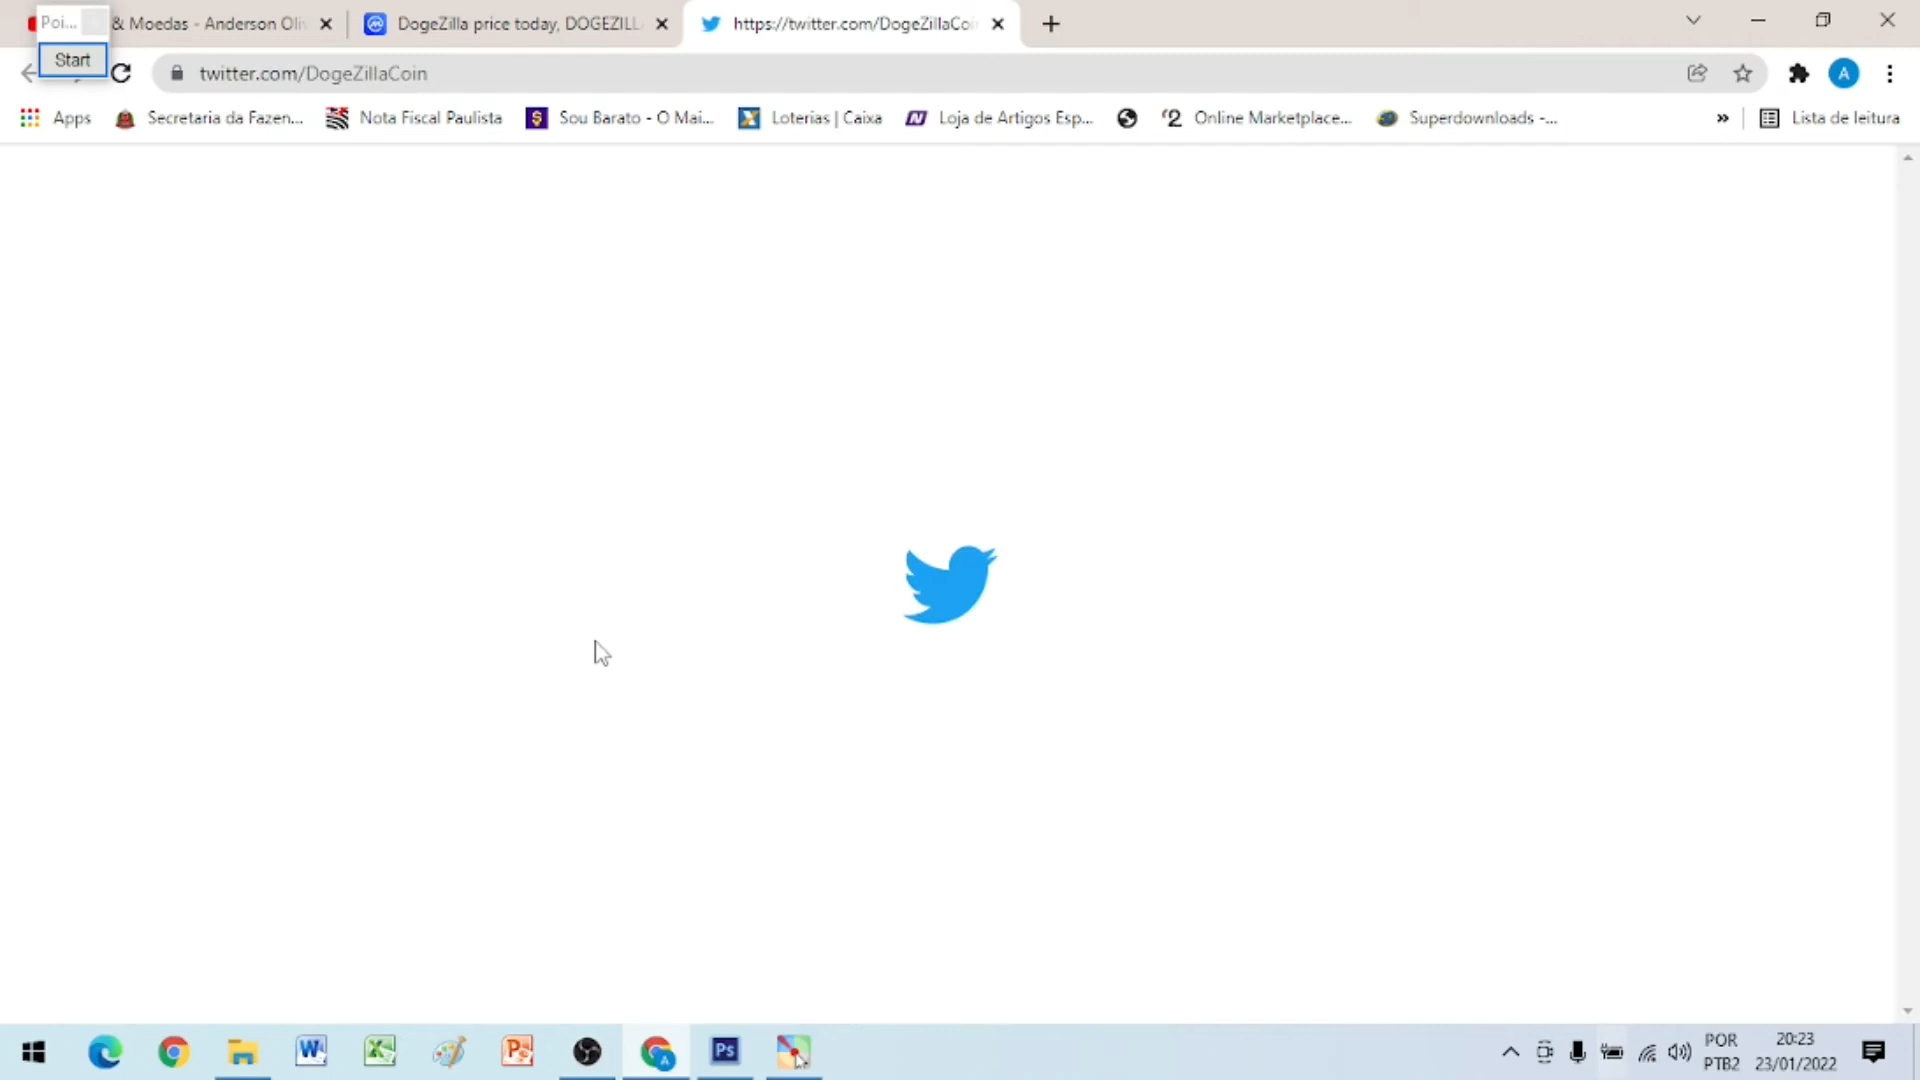 Poi...
& Moedas - Anderson Oli
DogeZilla price today, DOGEZILL
https://twitter.com/DogeZillaCoi
Start
twitter.com/DogeZillaCoin
A
Apps
Secretaria da Fazen...
Nota Fiscal Paulista
Sou Barato - O Mai...
Loterias | Caixa
Loja de Artigos Esp...
Online Marketplace...
Superdownloads -...
»
Lista de leitura
Ps
POR
PTB2
20:23
23/01/2022